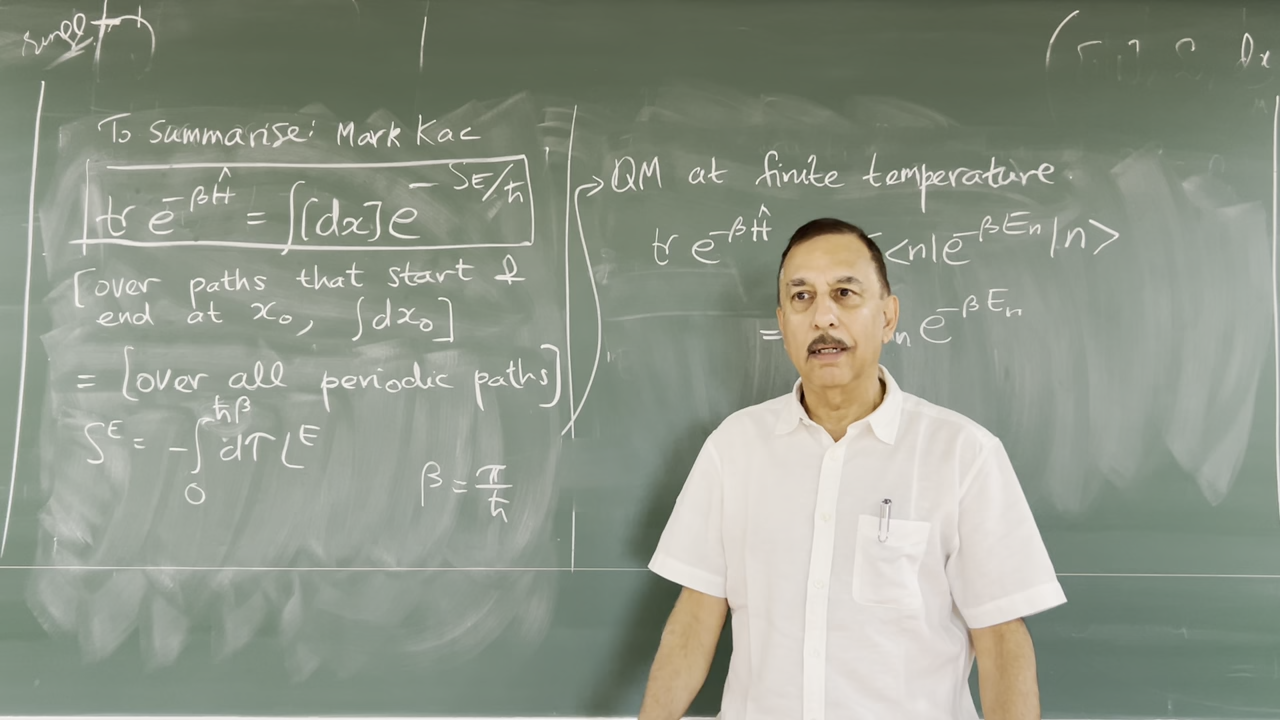 To Summarise: Mark Kac
tr e^{-βĤ} = ∫[dx]e^{-S_E/ħ}
[over paths that start &
end at x₀, ∫dx₀]
= [over all periodic paths]
S^E = -∫₀^{ħβ} dτ L^E
β = π/ħ
QM at finite temperature.
tr e^{-βĤ} <n|e^{-βE_n}|n>
= n e^{-βE_n}